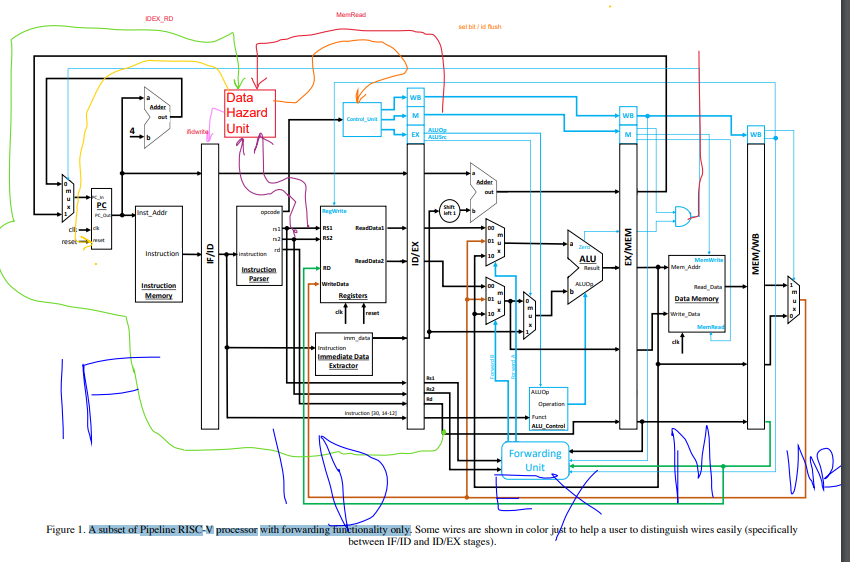 IDEX_RD
MemRead
sel bit / id flush
Data
Hazard
Unit
ifidwrite
Adder
a
b
out
4
0
m
u
x
1
PC_In
PC
PC_Out
clk
reset
reset
Inst_Addr
Instruction
Instruction
Memory
IF/ID
opcode
rs1
rs2
rd
instruction
Instruction
Parser
Control_Unit
RegWrite
RS1
RS2
RD
WriteData
ReadData1
ReadData2
Registers
clk
reset
imm_data
Instruction
Immediate Data
Extractor
WB
M
EX
ALUOp
ALUSrc
ID/EX
Rs1
Rs2
Rd
Instruction [30, 14-12]
Adder
a
b
out
Shift
left 1
00
01
10
m
u
x
00
01
10
m
u
x
0
m
u
x
1
Forward B
Forward A
a
b
Zero
ALU
Result
ALUOp
ALUOp
Operation
Funct
ALU_Control
Forwarding
Unit
WB
M
EX/MEM
MemWrite
Mem_Addr
Read_Data
Data Memory
Write_Data
MemRead
clk
WB
MEM/WB
1
m
u
x
0
IF
ID
EX
M
WB
Figure 1. A subset of Pipeline RISC-V processor with forwarding functionality only. Some wires are shown in color just to help a user to distinguish wires easily (specifically
between IF/ID and ID/EX stages).